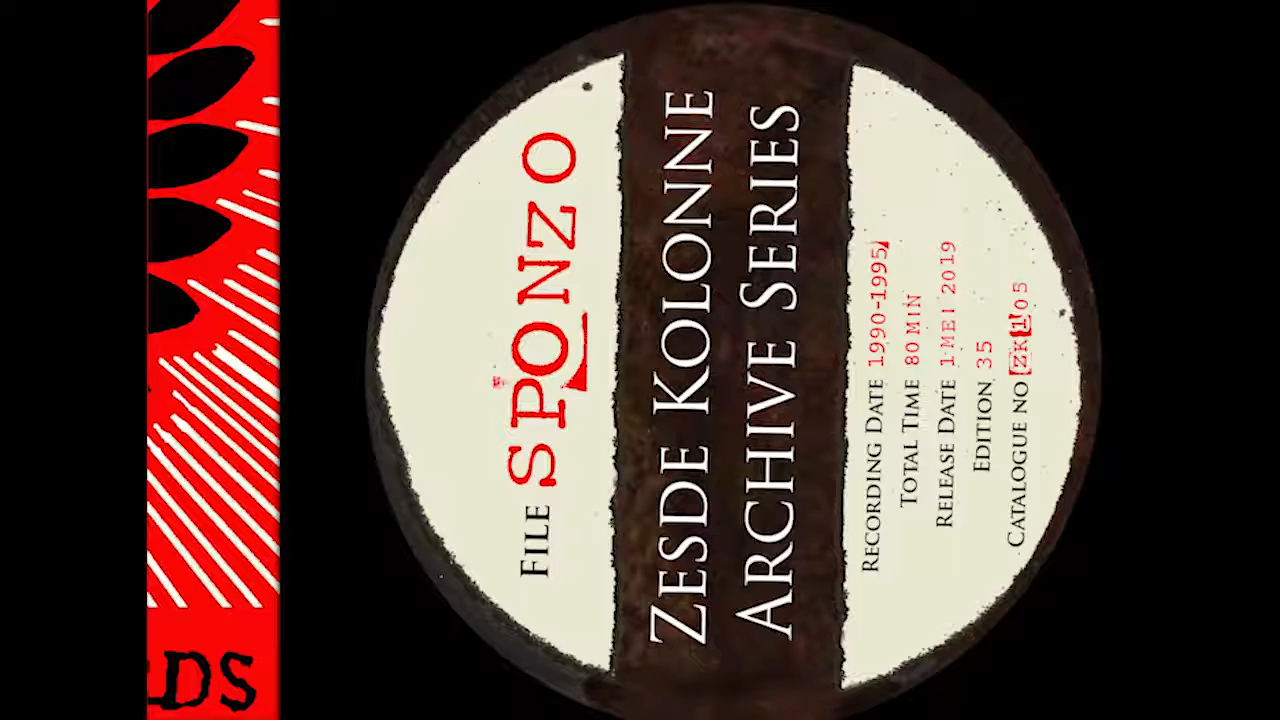 FILE SPONZO
ZESDE KOLONNE
ARCHIVE SERIES
RECORDING DATE 1990-1995
TOTAL TIME 80 MIN
RELEASE DATE 1 MEI 2019
EDITION 35
CATALOGUE NO ZK105
DS